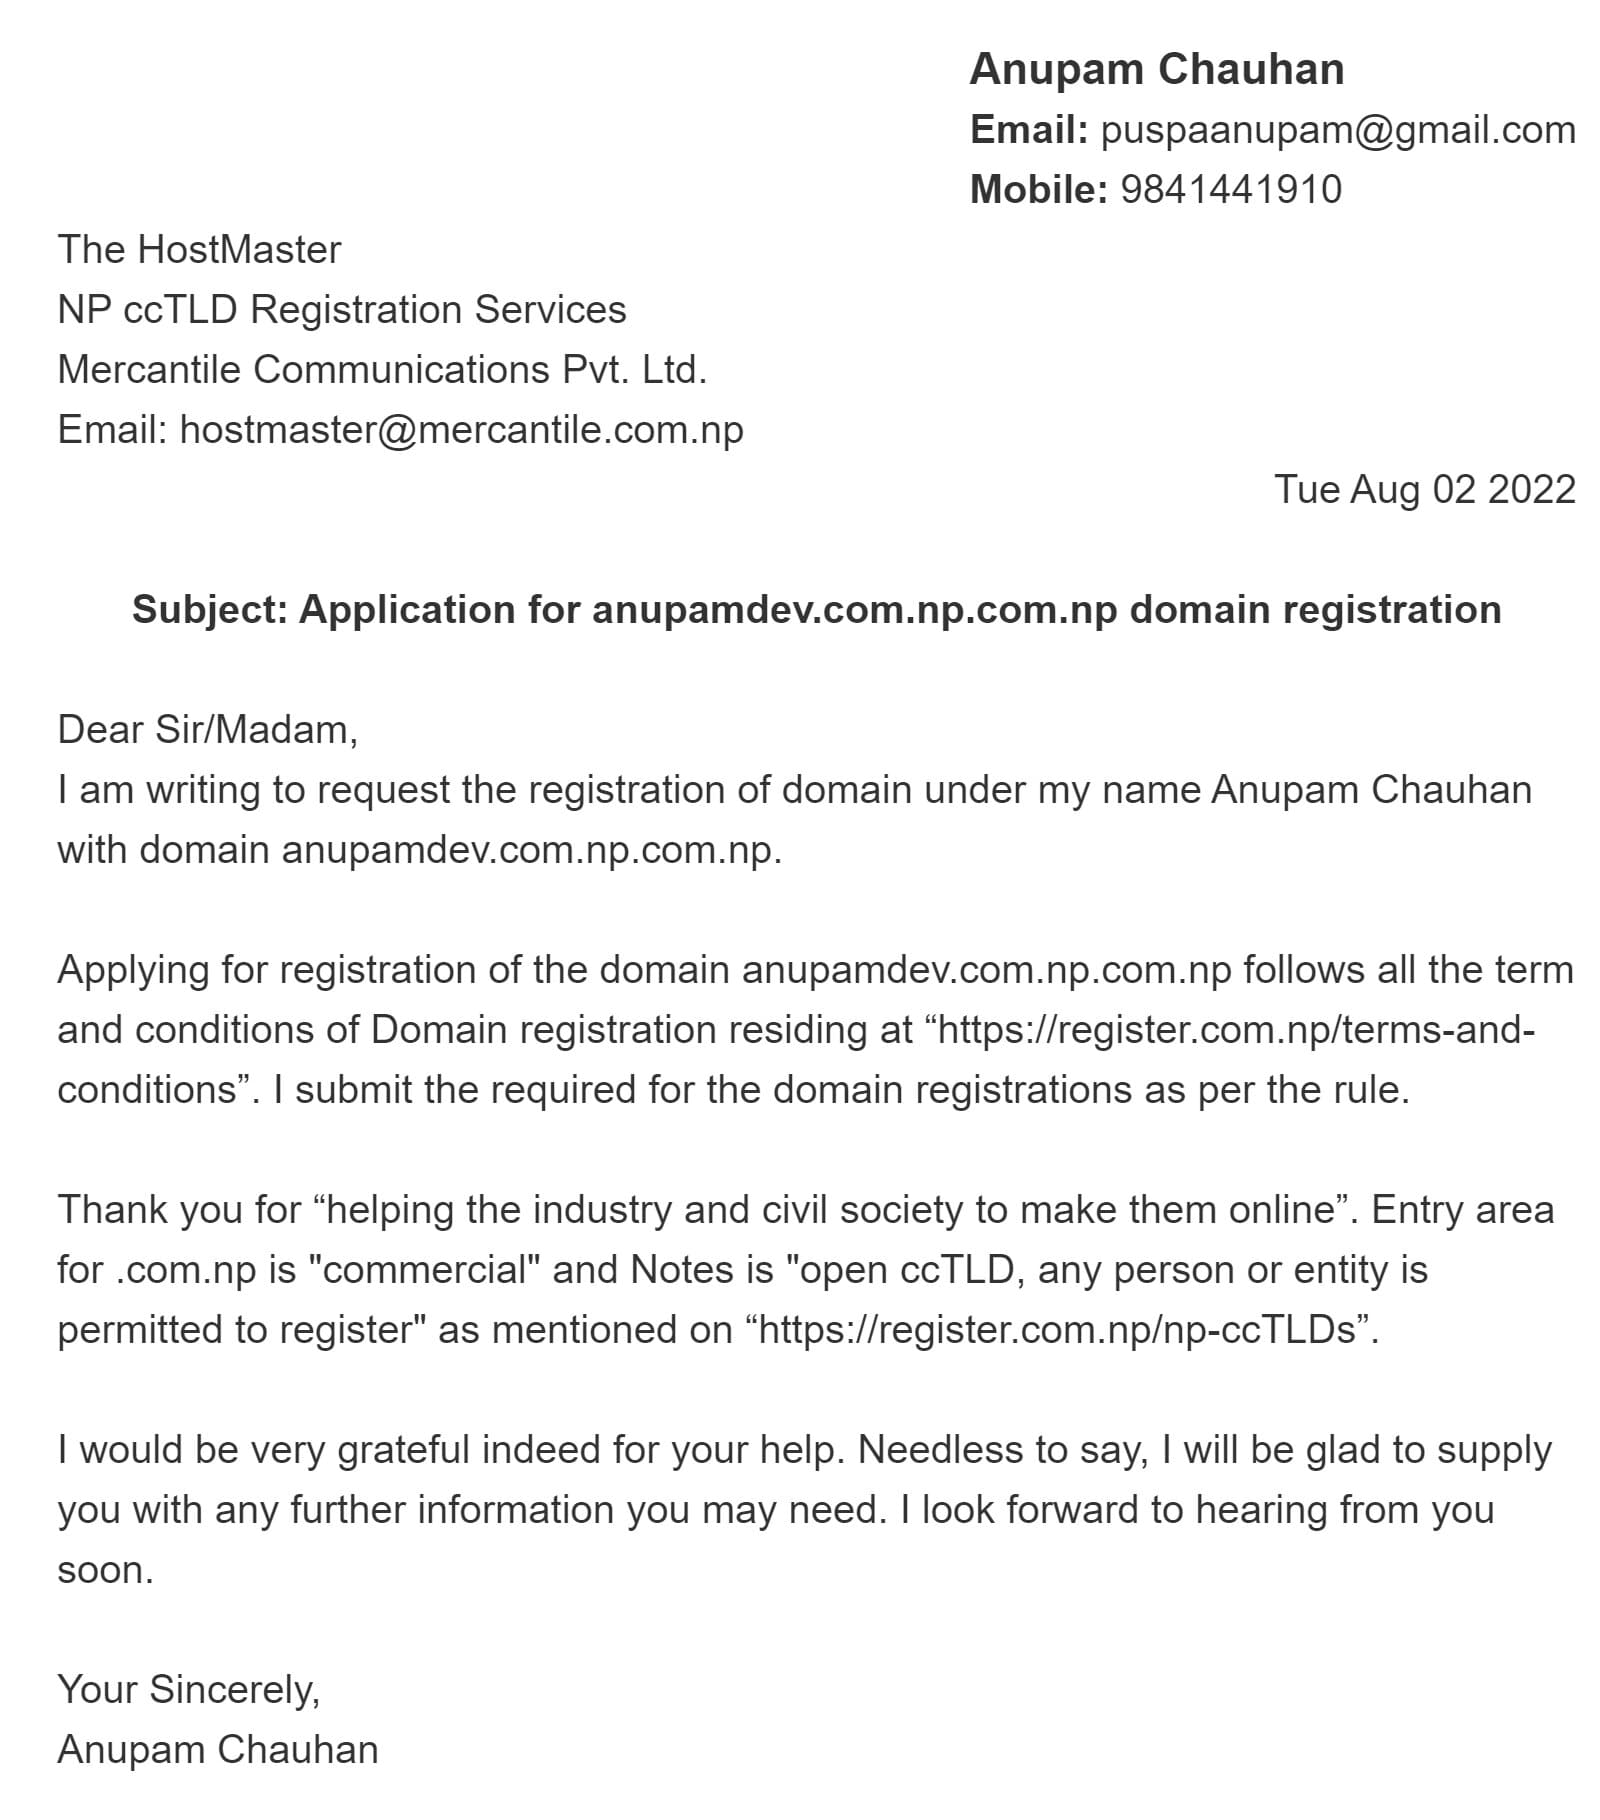 Anupam Chauhan
Email: puspaanupam@gmail.com
Mobile: 9841441910
The HostMaster
NP ccTLD Registration Services
Mercantile Communications Pvt. Ltd.
Email: hostmaster@mercantile.com.np
Tue Aug 02 2022
Subject: Application for anupamdev.com.np.com.np domain registration
Dear Sir/Madam,
I am writing to request the registration of domain under my name Anupam Chauhan
with domain anupamdev.com.np.com.np.
Applying for registration of the domain anupamdev.com.np.com.np follows all the term
and conditions of Domain registration residing at “https://register.com.np/terms-and-
conditions”. I submit the required for the domain registrations as per the rule.
Thank you for “helping the industry and civil society to make them online”. Entry area
for .com.np is "commercial" and Notes is "open ccTLD, any person or entity is
permitted to register" as mentioned on “https://register.com.np/np-ccTLDs”.
I would be very grateful indeed for your help. Needless to say, I will be glad to supply
you with any further information you may need. I look forward to hearing from you
soon.
Your Sincerely,
Anupam Chauhan